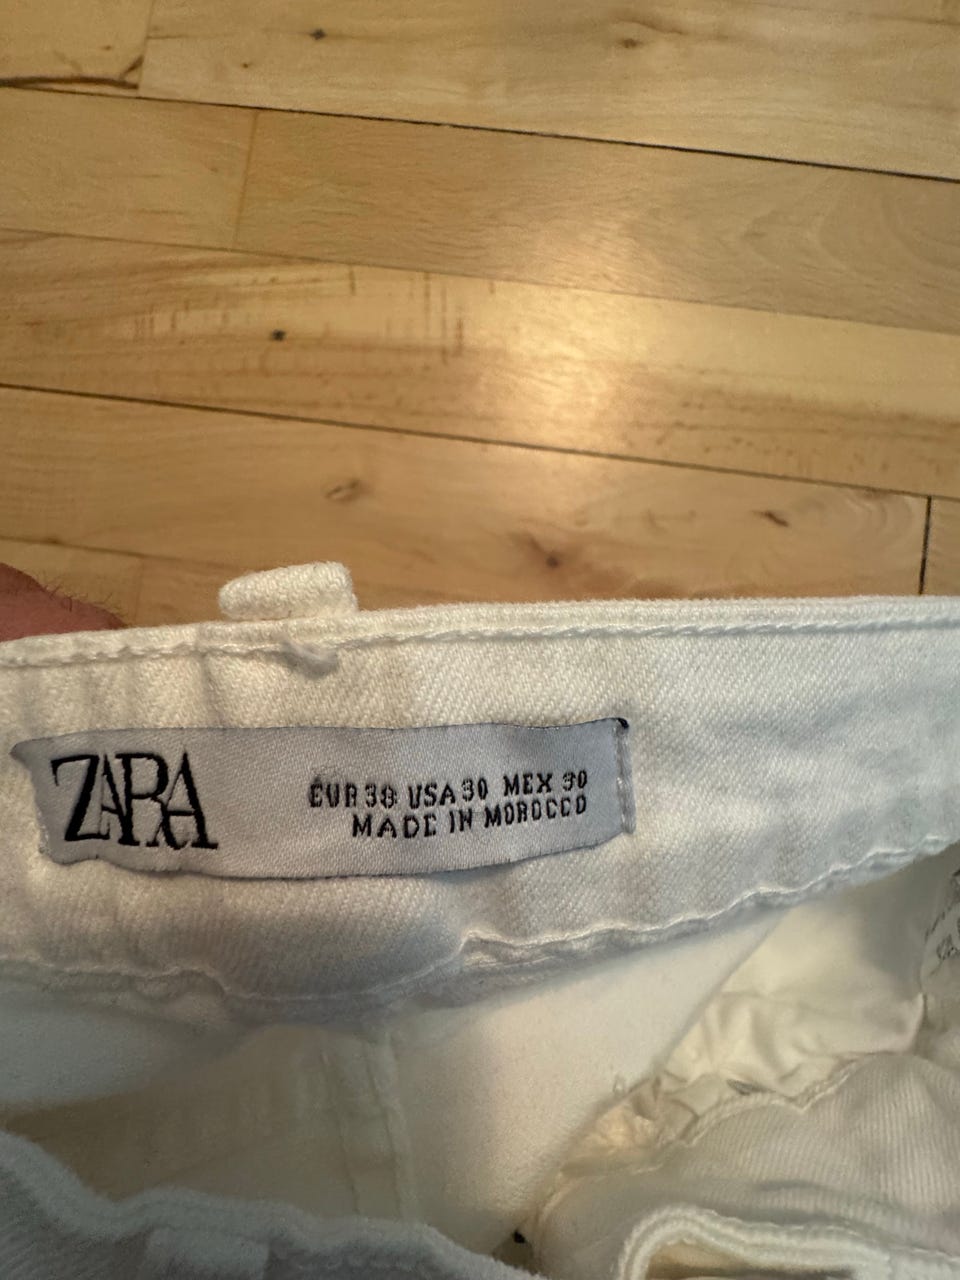 ZARA
EUR 38 USA 30 MEX 30
MADE IN MOROCCO